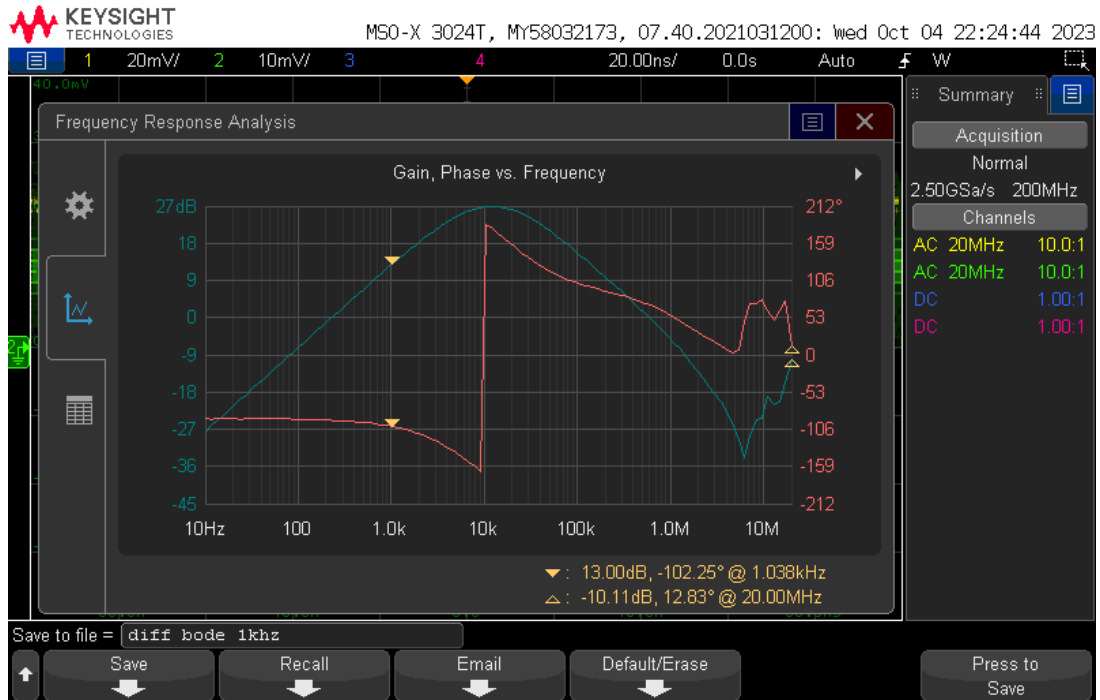 KEYSIGHT
TECHNOLOGIES
MSO-X 3024T, MY58032173, 07.40.2021031200: Wed Oct 04 22:24:44 2023
1 20mV/ 2 10mV/ 3 4 20.00ns/ 0.0s Auto W
40.0mV
Summary
Frequency Response Analysis
Acquisition
Normal
2.50GSa/s 200MHz
Channels
AC 20MHz 10.0:1
AC 20MHz 10.0:1
DC 1.00:1
DC 1.00:1
Gain, Phase vs. Frequency
27dB 212°
18 159
9 106
0 53
-9 0
-18 -53
-27 -106
-36 -159
-45 -212
10Hz 100 1.0k 10k 100k 1.0M 10M
: 13.00dB, -102.25° @ 1.038kHz
: -10.11dB, 12.83° @ 20.00MHz
Save to file = diff bode 1khz
Save Recall Email Default/Erase Press to
Save